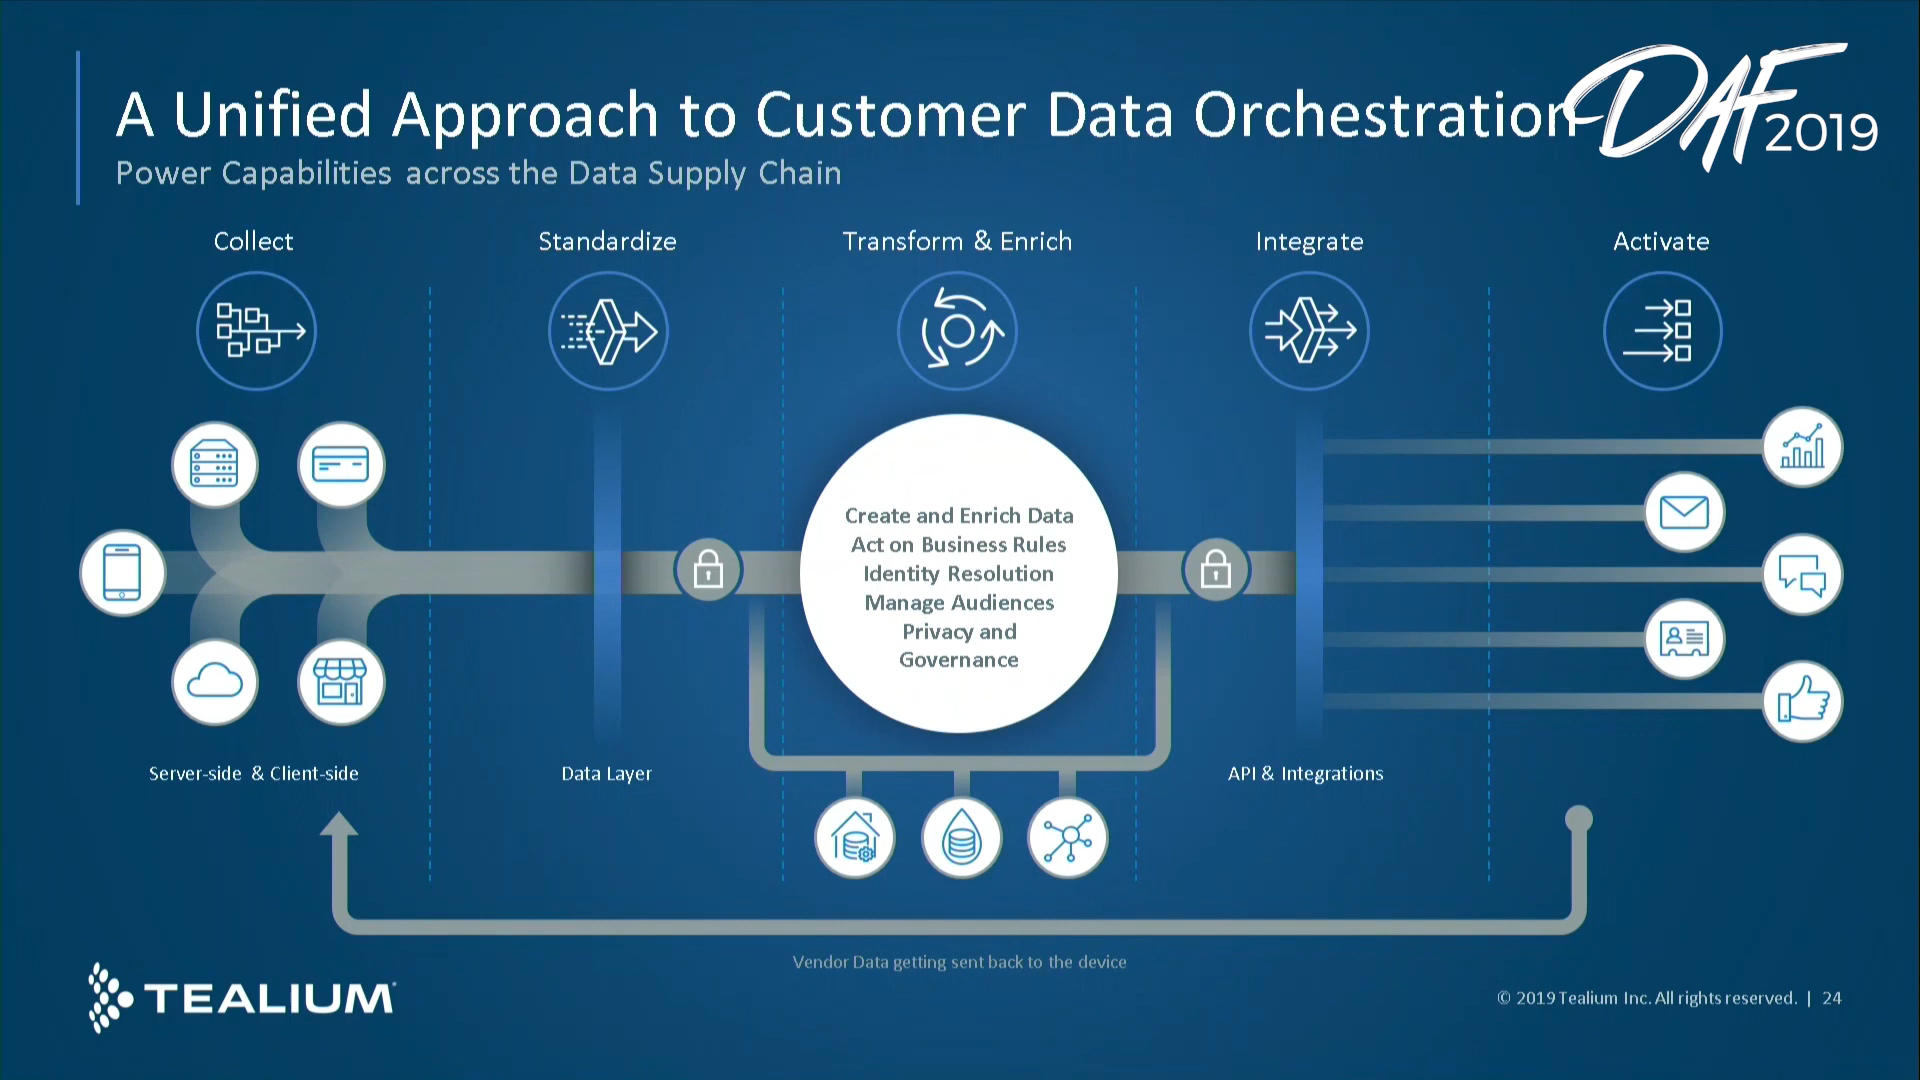 A Unified Approach to Customer Data Orchestration
DAF 2019
Power Capabilities across the Data Supply Chain
Collect
Standardize
Transform & Enrich
Integrate
Activate
Create and Enrich Data
Act on Business Rules
Identity Resolution
Manage Audiences
Privacy and
Governance
Server-side & Client-side
Data Layer
API & Integrations
Vendor Data getting sent back to the device
TEALIUM
© 2019 Tealium Inc. All rights reserved. | 24